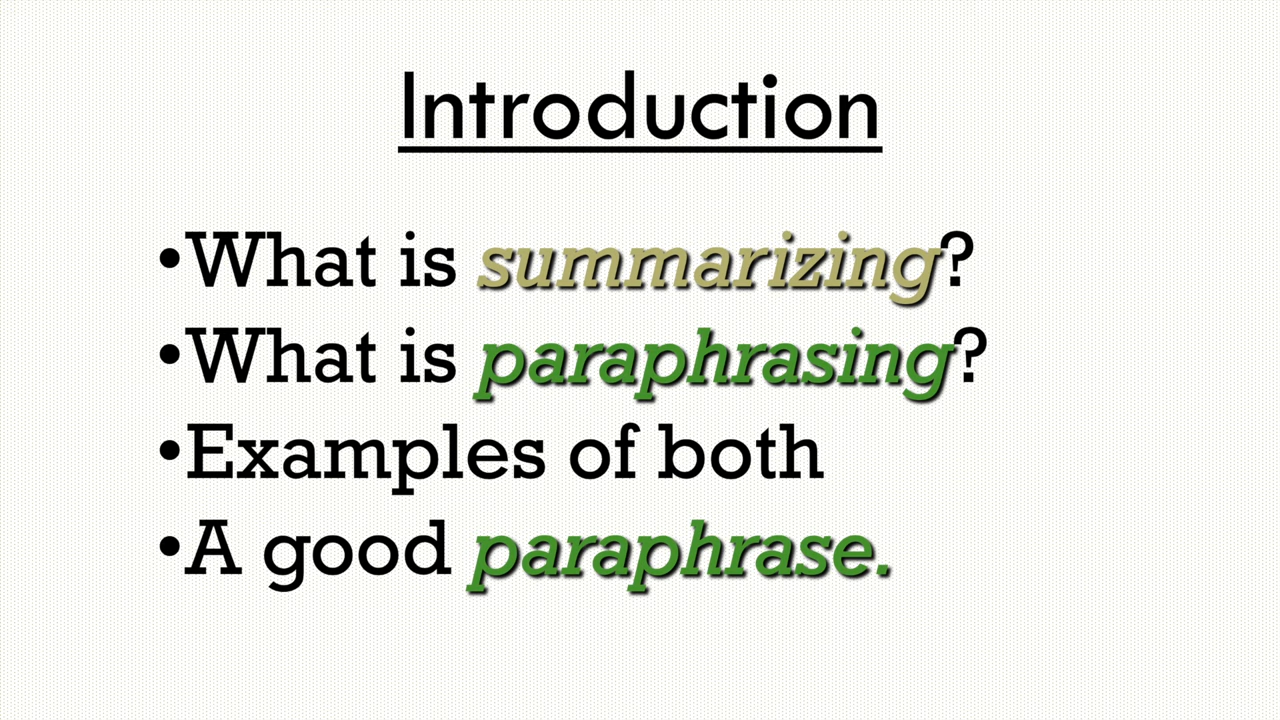 Introduction
•What is summarizing?
•What is paraphrasing?
•Examples of both
•A good paraphrase.